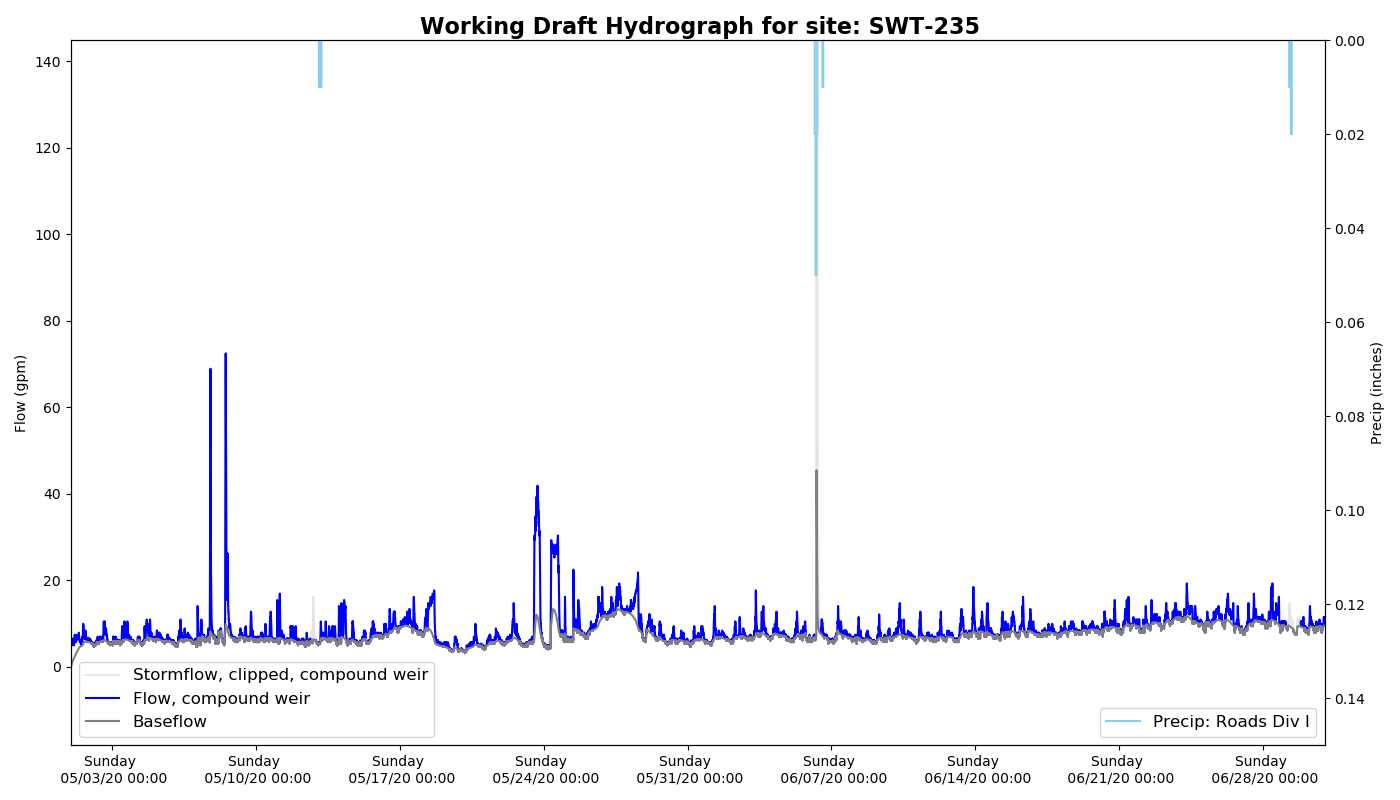 Working Draft Hydrograph for site: SWT-235
140
120
100
80
60
40
20
0
Flow (gpm)
0.00
0.02
0.04
0.06
0.08
0.10
0.12
0.14
Precip (inches)
Stormflow, clipped, compound weir
Flow, compound weir
Baseflow
Precip: Roads Div I
Sunday
05/03/20 00:00
Sunday
05/10/20 00:00
Sunday
05/17/20 00:00
Sunday
05/24/20 00:00
Sunday
05/31/20 00:00
Sunday
06/07/20 00:00
Sunday
06/14/20 00:00
Sunday
06/21/20 00:00
Sunday
06/28/20 00:00